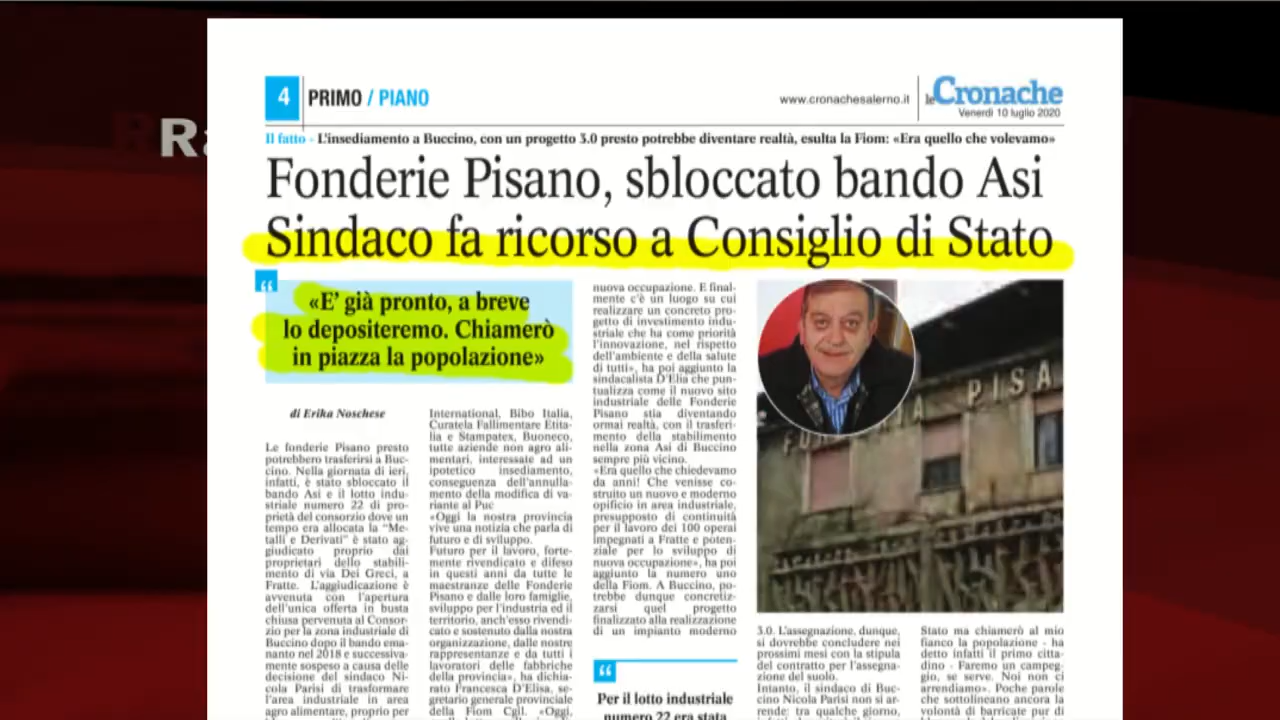 Ra
4 PRIMO / PIANO
www.cronachesalerno.it
le Cronache
Venerdì 10 luglio 2020
Il fatto - L'insediamento a Buccino, con un progetto 3.0 presto potrebbe diventare realtà, esulta la Fiom: «Era quello che volevamo»
Fonderie Pisano, sbloccato bando Asi
Sindaco fa ricorso a Consiglio di Stato
“
«E' già pronto, a breve
lo depositeremo. Chiamerò
in piazza la popolazione»
di Erika Noschese
Le fonderie Pisano presto
potrebbero trasferirsi a Buc-
cino. Nella giornata di ieri,
infatti, è stato sbloccato il
bando Asi e il lotto indu-
striale numero 22 di pro-
prietà del consorzio dove un
tempo era allocata la "Me-
talli e Derivati" è stato ag-
giudicato proprio dai
proprietari dello stabili-
mento di via Dei Greci, a
Fratte. L'aggiudicazione è
avvenuta con l'apertura
dell'unica offerta in busta
chiusa pervenuta al Consor-
zio per la zona industriale di
Buccino dopo il bando ema-
nanto nel 2018 e successiva-
mente sospeso a causa delle
decisione del sindaco Ni-
cola Parisi di trasformare
l'area industriale in area
agro alimentare, proprio per
International, Bibo Italia,
Curatela Fallimentare Etita-
lia e Stampatex, Buoneco,
tutte aziende non agro ali-
mentari, interessate ad un
ipotetico insediamento,
conseguenza dell'annulla-
mento della modifica di va-
riante al Puc
«Oggi la nostra provincia
vive una notizia che parla di
futuro e di sviluppo.
Futuro per il lavoro, forte-
mente rivendicato e difeso
in questi anni da tutte le
maestranze delle Fonderie
Pisano e dalle loro famiglie,
sviluppo per l'industria ed il
territorio, anch'esso rivendi-
cato e sostenuto dalla nostra
organizzazione, dalle nostre
rappresentanze e da tutti i
lavoratori delle fabbriche
della provincia», ha dichia-
rato Francesca D'Elisa, se-
gretario generale provinciale
della Fiom Cgil. «Oggi,
nuova occupazione. E final-
mente c'è un luogo su cui
realizzare un concreto pro-
getto di investimento indu-
striale che ha come priorità
l'innovazione, nel rispetto
dell'ambiente e della salute
di tutti», ha poi aggiunto la
sindacalista D'Elia che pun-
tualizza come il nuovo sito
industriale delle Fonderie
Pisano stia diventando
ormai realtà, con il trasferi-
mento della stabilimento
nella zona Asi di Buccino
sempre più vicino.
«Era quello che chiedevamo
da anni! Che venisse co-
struito un nuovo e moderno
opificio in area industriale,
presupposto di continuità
per il lavoro dei 100 operai
impegnati a Fratte e poten-
ziale per lo sviluppo di
nuova occupazione», ha poi
aggiunto la numero uno
della Fiom. A Buccino, po-
trebbe dunque concretiz-
zarsi quel progetto
finalizzato alla realizzazione
di un impianto moderno
“
Per il lotto industriale
numero 22 era stata
PISA
3.0. L'assegnazione, dunque,
si dovrebbe concludere nei
prossimi mesi con la stipula
del contratto per l'assegna-
zione del suolo.
Intanto, il sindaco di Buc-
cino Nicola Parisi non si ar-
rende: tra qualche giorno,
Stato ma chiamerò al mio
fianco la popolazione - ha
detto infatti il primo citta-
dino - Faremo un campeg-
gio, se serve. Noi non ci
arrendiamo». Poche parole
che sottolineano ancora la
volontà di barricate pur di